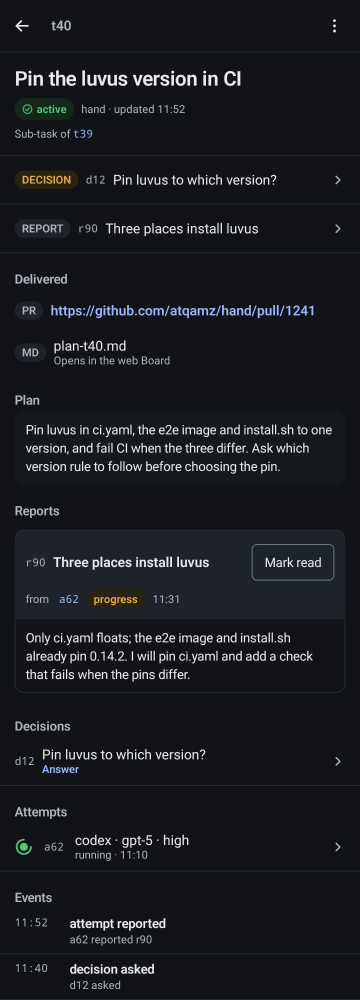 t40
Pin the luvus version in CI
active hand · updated 11:52
Sub-task of t39
DECISION d12 Pin luvus to which version?
REPORT r90 Three places install luvus
Delivered
PR https://github.com/atqamz/hand/pull/1241
MD plan-t40.md
Opens in the web Board
Plan
Pin luvus in ci.yaml, the e2e image and install.sh to one
version, and fail CI when the three differ. Ask which
version rule to follow before choosing the pin.
Reports
r90 Three places install luvus Mark read
from a62 progress 11:31
Only ci.yaml floats; the e2e image and install.sh
already pin 0.14.2. I will pin ci.yaml and add a check
that fails when the pins differ.
Decisions
d12 Pin luvus to which version?
Answer
Attempts
a62 codex · gpt-5 · high
running · 11:10
Events
11:52 attempt reported
a62 reported r90
11:40 decision asked
d12 asked